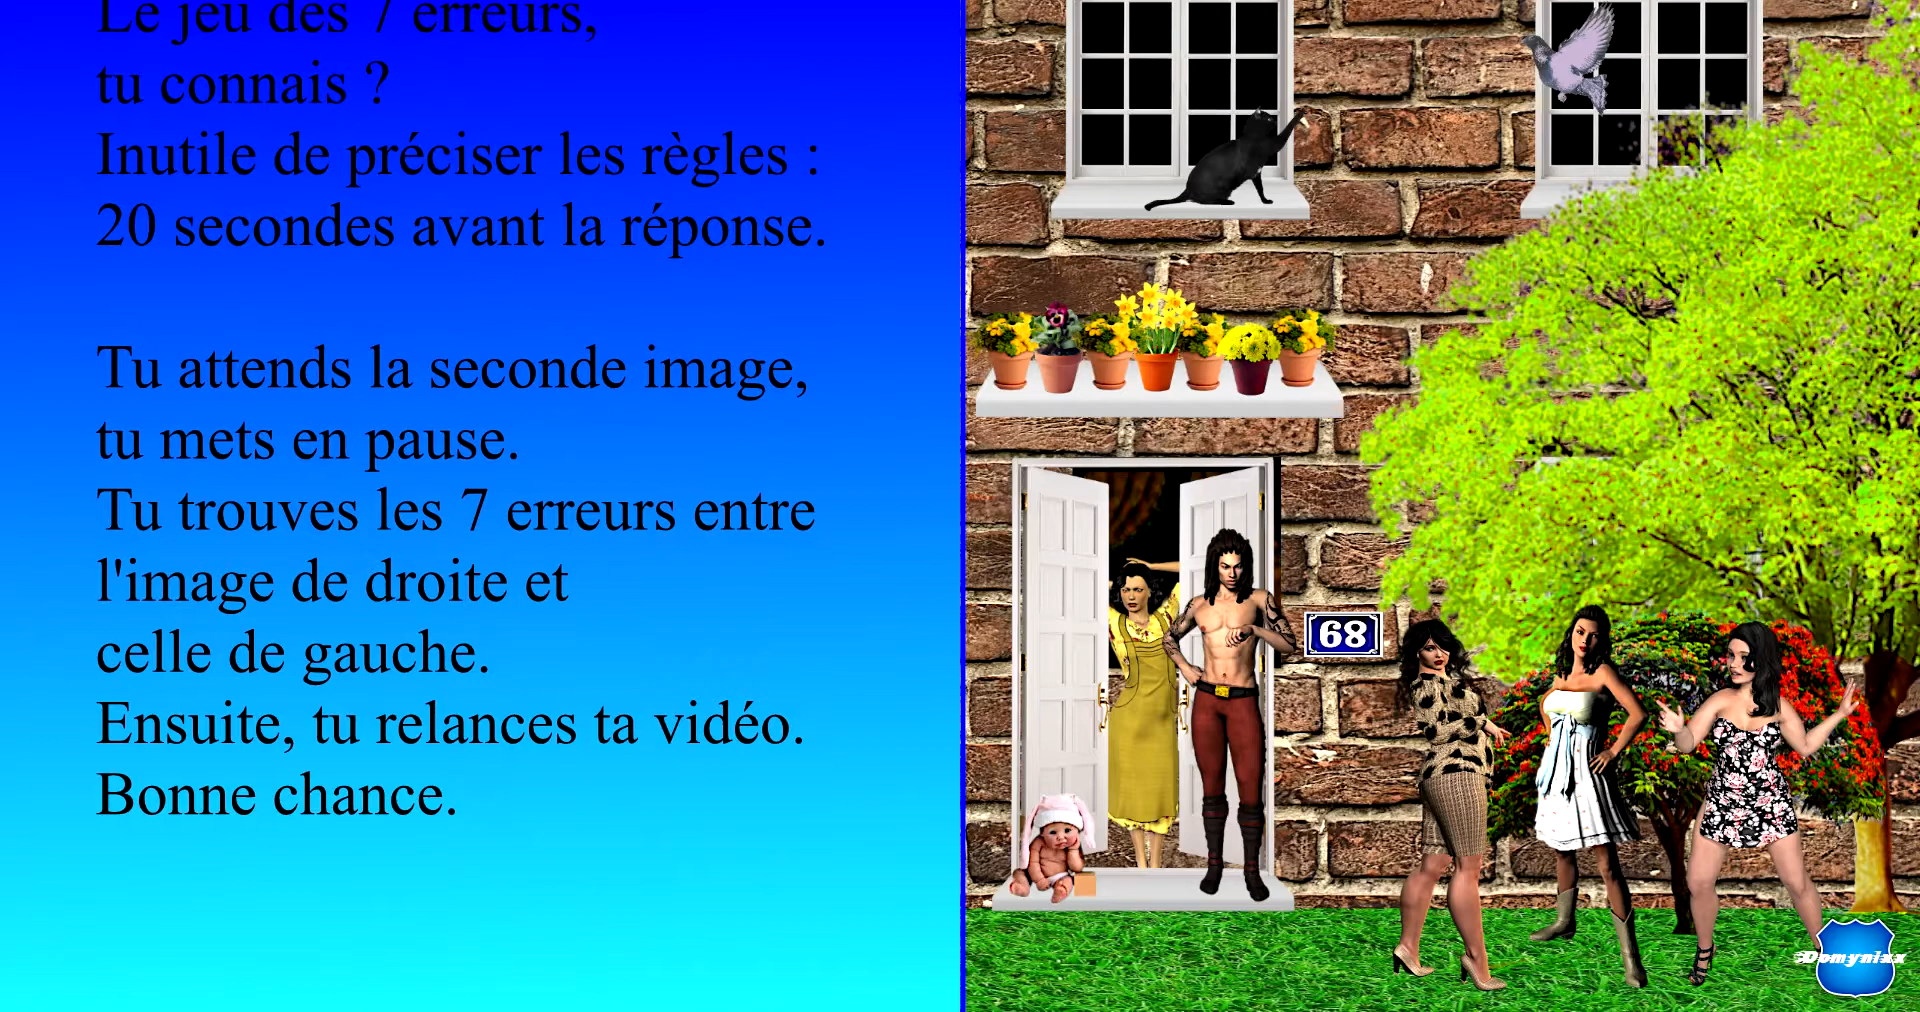 Le jeu des 7 erreurs,
tu connais ?
Inutile de préciser les règles :
20 secondes avant la réponse.
Tu attends la seconde image,
tu mets en pause.
Tu trouves les 7 erreurs entre
l'image de droite et
celle de gauche.
Ensuite, tu relances ta vidéo.
Bonne chance.
68
Domynixx